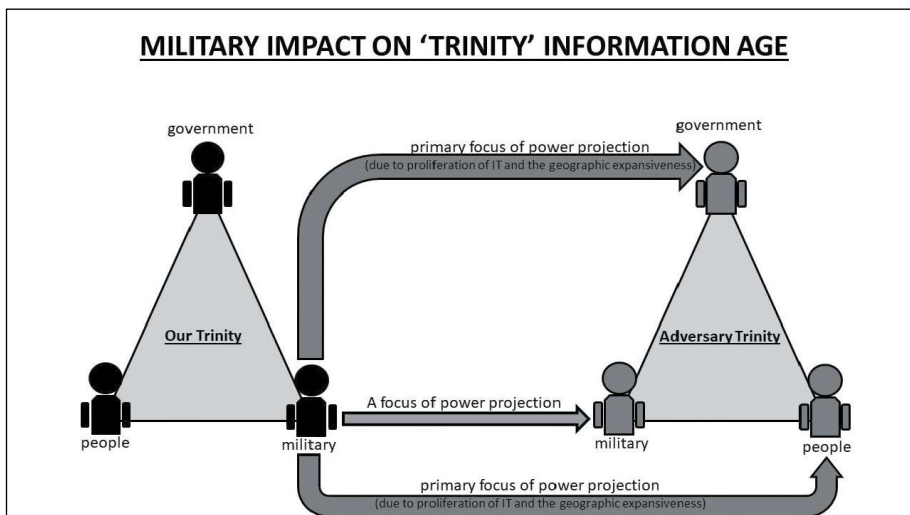 MILITARY IMPACT ON ‘TRINITY’ INFORMATION AGE
government
government
primary focus of power projection
(due to proliferation of IT and the geographic expansiveness)
Our Trinity
Adversary Trinity
A focus of power projection
people
military
military
people
primary focus of power projection
(due to proliferation of IT and the geographic expansiveness)